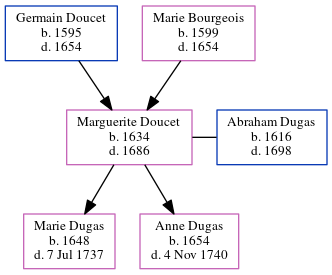 Germain Doucet
b. 1595
d. 1654
Marie Bourgeois
b. 1599
d. 1654
Marguerite Doucet
b. 1634
d. 1686
Abraham Dugas
b. 1616
d. 1698
Marie Dugas
b. 1648
d. 7 Jul 1737
Anne Dugas
b. 1654
d. 4 Nov 1740